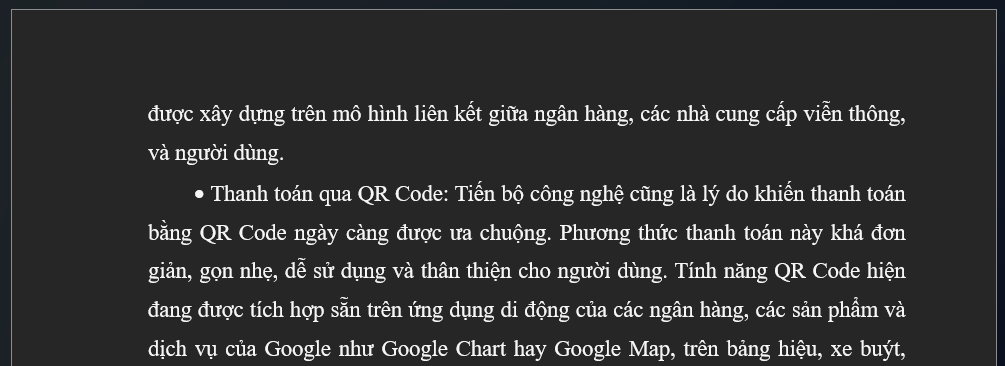 được xây dựng trên mô hình liên kết giữa ngân hàng, các nhà cung cấp viễn thông,
và người dùng.
• Thanh toán qua QR Code: Tiến bộ công nghệ cũng là lý do khiến thanh toán
bằng QR Code ngày càng được ưa chuộng. Phương thức thanh toán này khá đơn
giản, gọn nhẹ, dễ sử dụng và thân thiện cho người dùng. Tính năng QR Code hiện
đang được tích hợp sẵn trên ứng dụng di động của các ngân hàng, các sản phẩm và
dịch vụ của Google như Google Chart hay Google Map, trên bảng hiệu, xe buýt,